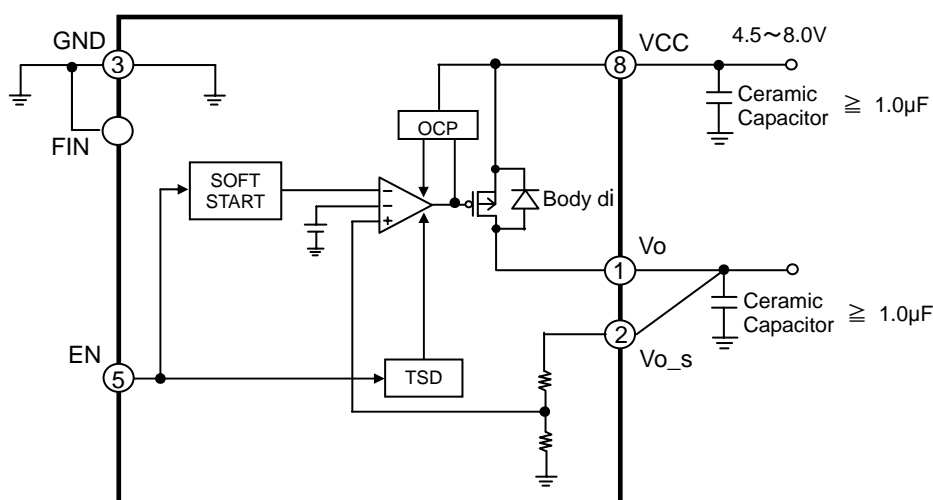 GND
3
FIN
VCC
8
4.5～8.0V
Ceramic
Capacitor ≧ 1.0µF
OCP
SOFT
START
−
−
+
Body di
Vo
1
Ceramic
Capacitor ≧ 1.0µF
2
Vo_s
EN
5
TSD